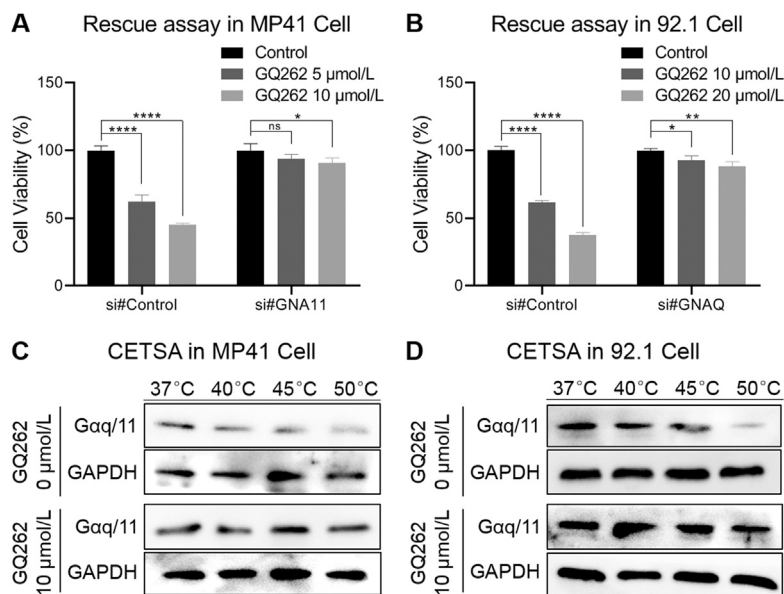 A Rescue assay in MP41 Cell
Control
GQ262 5 μmol/L
GQ262 10 μmol/L
Cell Viability (%)
150
100
50
0
****
****
ns
*
si#Control
si#GNA11
B Rescue assay in 92.1 Cell
Control
GQ262 10 μmol/L
GQ262 20 μmol/L
Cell Viability (%)
150
100
50
0
****
****
*
**
si#Control
si#GNAQ
C CETSA in MP41 Cell
37°C 40°C 45°C 50°C
GQ262
0 μmol/L
Gαq/11
GAPDH
GQ262
10 μmol/L
Gαq/11
GAPDH
D CETSA in 92.1 Cell
37°C 40°C 45°C 50°C
GQ262
0 μmol/L
Gαq/11
GAPDH
GQ262
10 μmol/L
Gαq/11
GAPDH